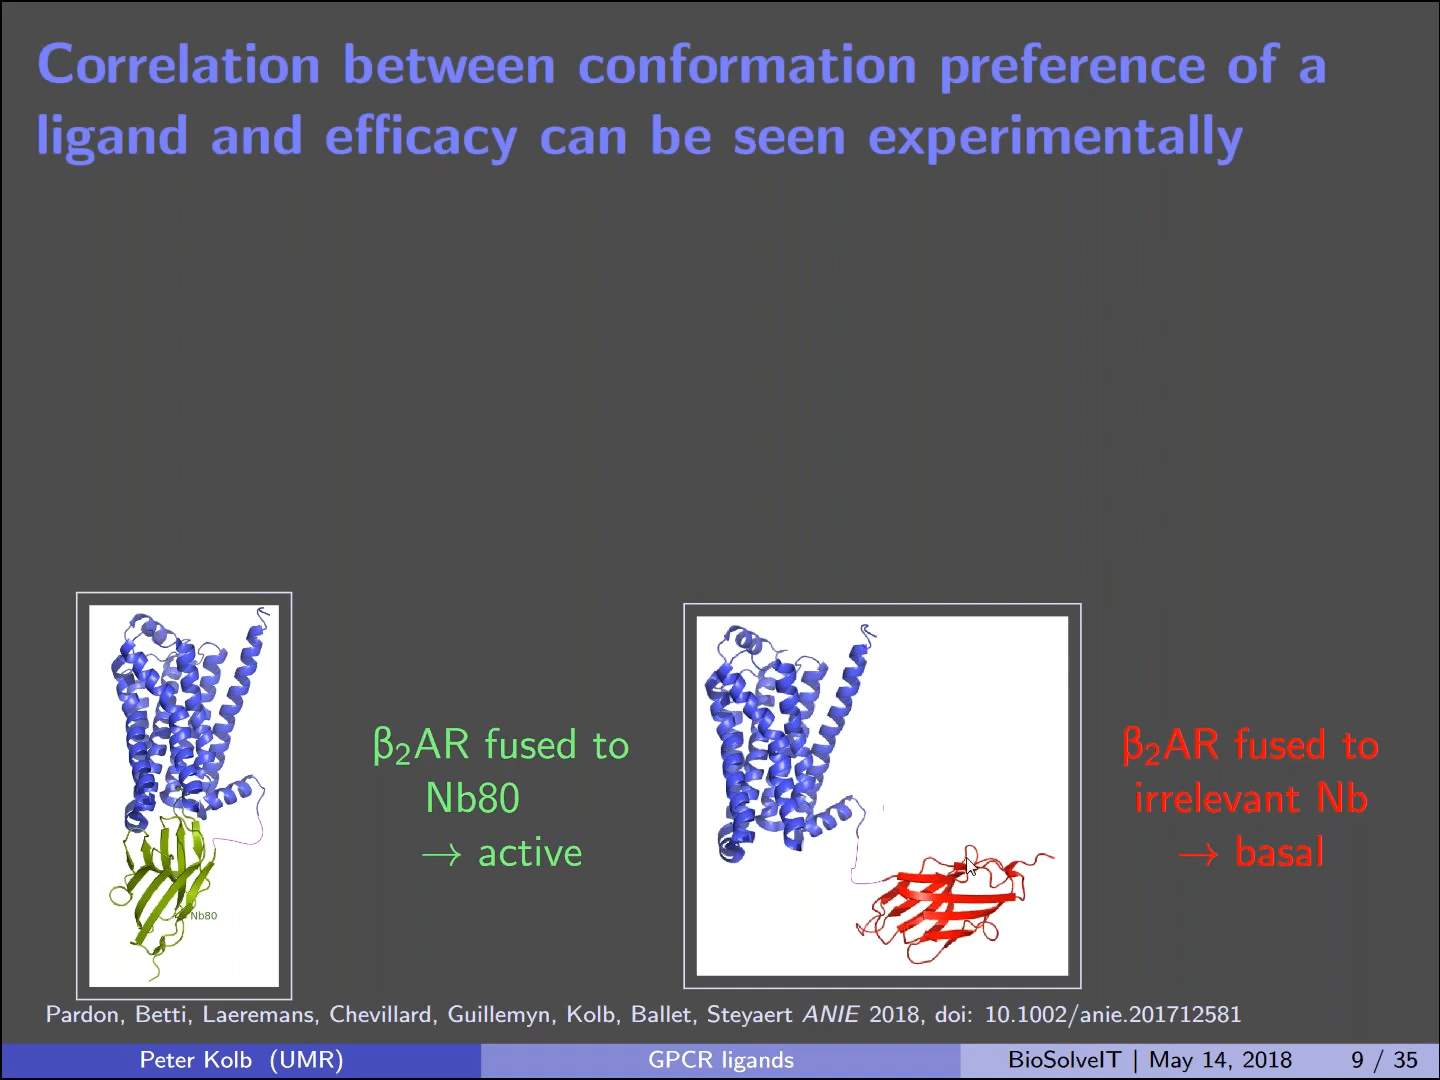 Correlation between conformation preference of a
ligand and efficacy can be seen experimentally
β₂AR fused to
Nb80
→ active
Nb80
β₂AR fused to
irrelevant Nb
→ basal
Pardon, Betti, Laeremans, Chevillard, Guillemyn, Kolb, Ballet, Steyaert ANIE 2018, doi: 10.1002/anie.201712581
Peter Kolb (UMR) GPCR ligands BioSolveIT | May 14, 2018 9 / 35